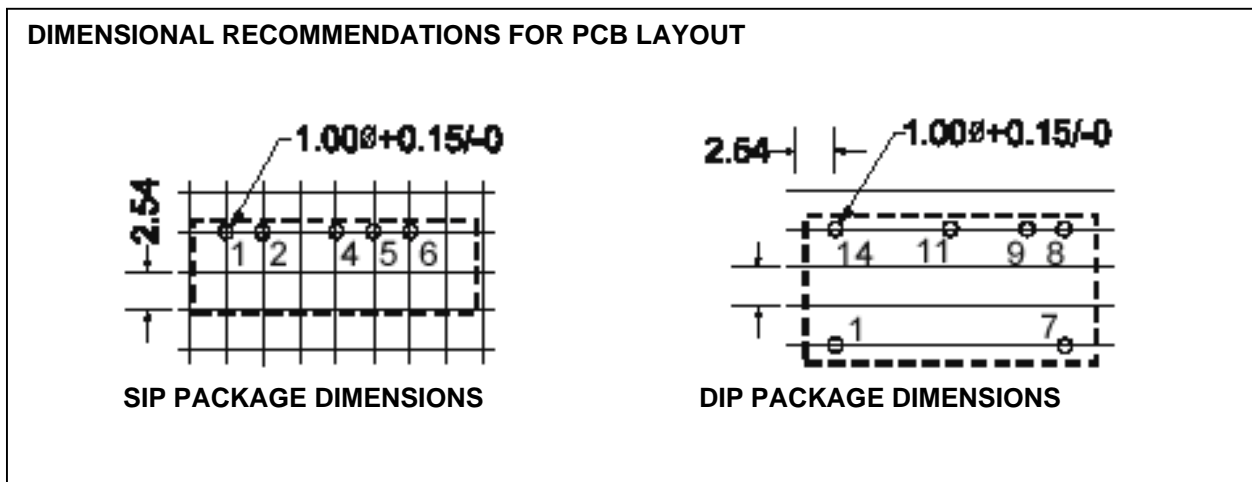 DIMENSIONAL RECOMMENDATIONS FOR PCB LAYOUT
1.00ø+0.15/-0
2.54
1 2 4 5 6
SIP PACKAGE DIMENSIONS
2.54
1.00ø+0.15/-0
14 11 9 8
1 7
DIP PACKAGE DIMENSIONS